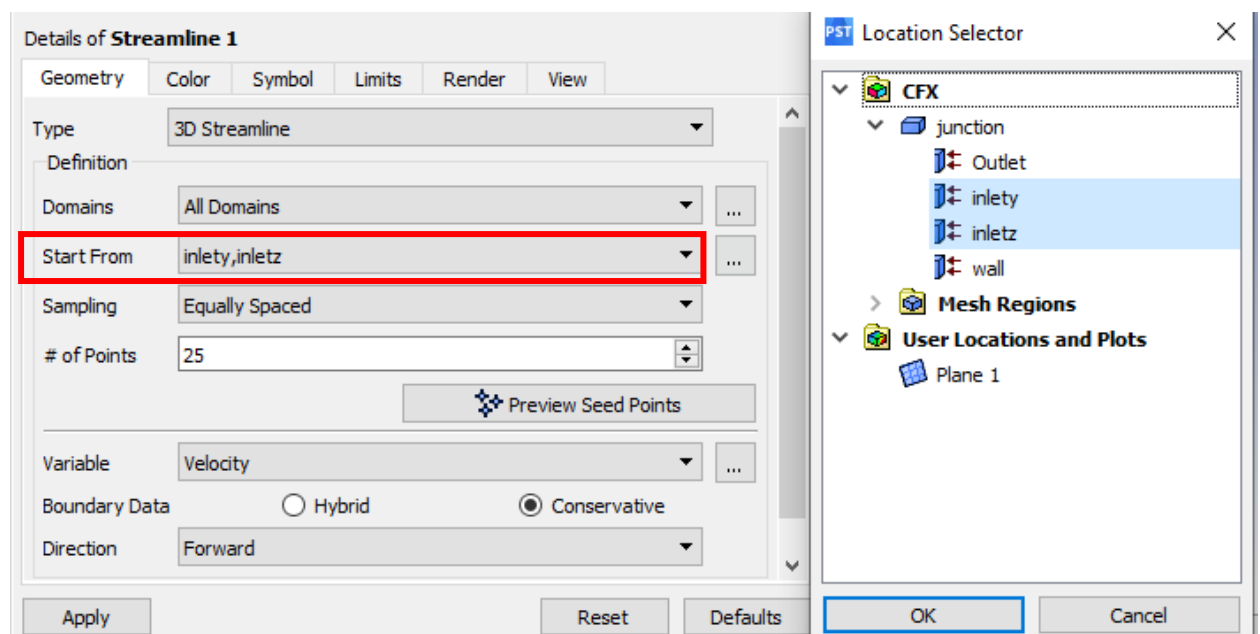 Details of Streamline 1
Geometry Color Symbol Limits Render View
Type 3D Streamline
Definition
Domains All Domains ...
Start From inlety,inletz ...
Sampling Equally Spaced
# of Points 25
Preview Seed Points
Variable Velocity ...
Boundary Data Hybrid Conservative
Direction Forward
Apply Reset Defaults
PST Location Selector
CFX
junction
Outlet
inlety
inletz
wall
Mesh Regions
User Locations and Plots
Plane 1
OK Cancel